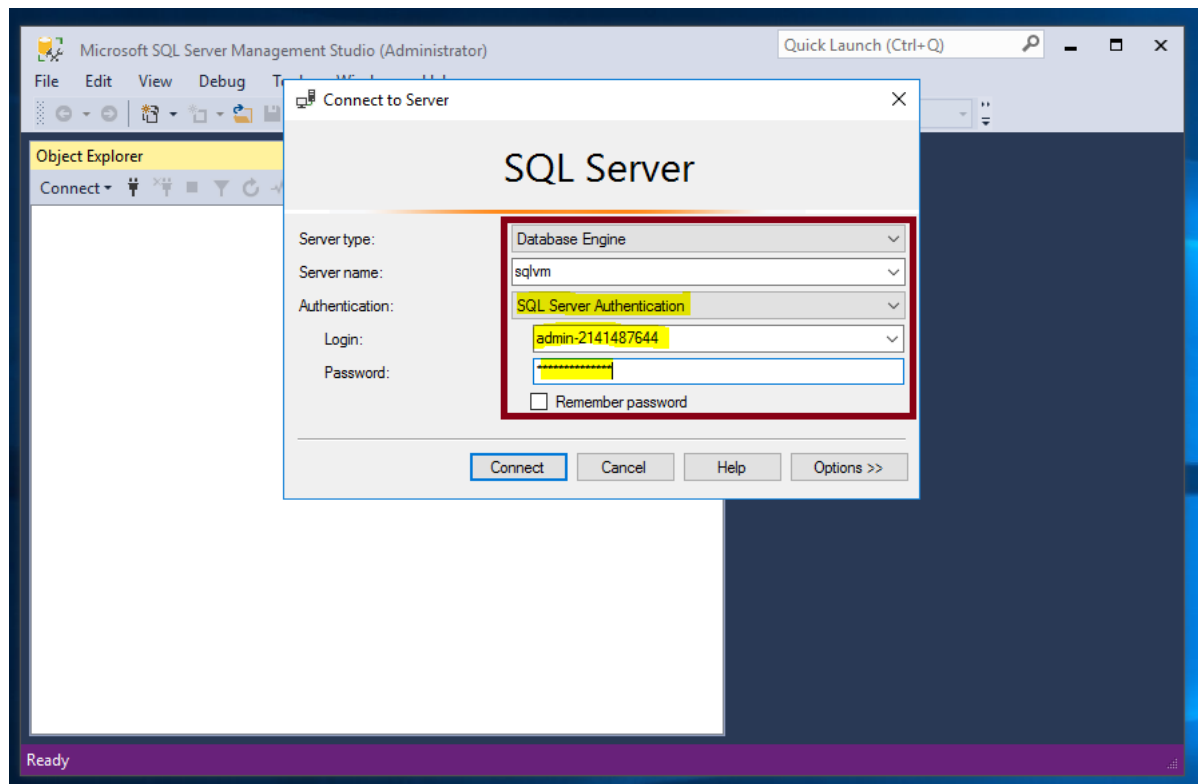 Microsoft SQL Server Management Studio (Administrator)
Quick Launch (Ctrl+Q)
File Edit View Debug
Connect to Server
Object Explorer
Connect
SQL Server
Server type: Database Engine
Server name: sqlvm
Authentication: SQL Server Authentication
Login: admin-2141487644
Password: **************
Remember password
Connect Cancel Help Options >>
Ready